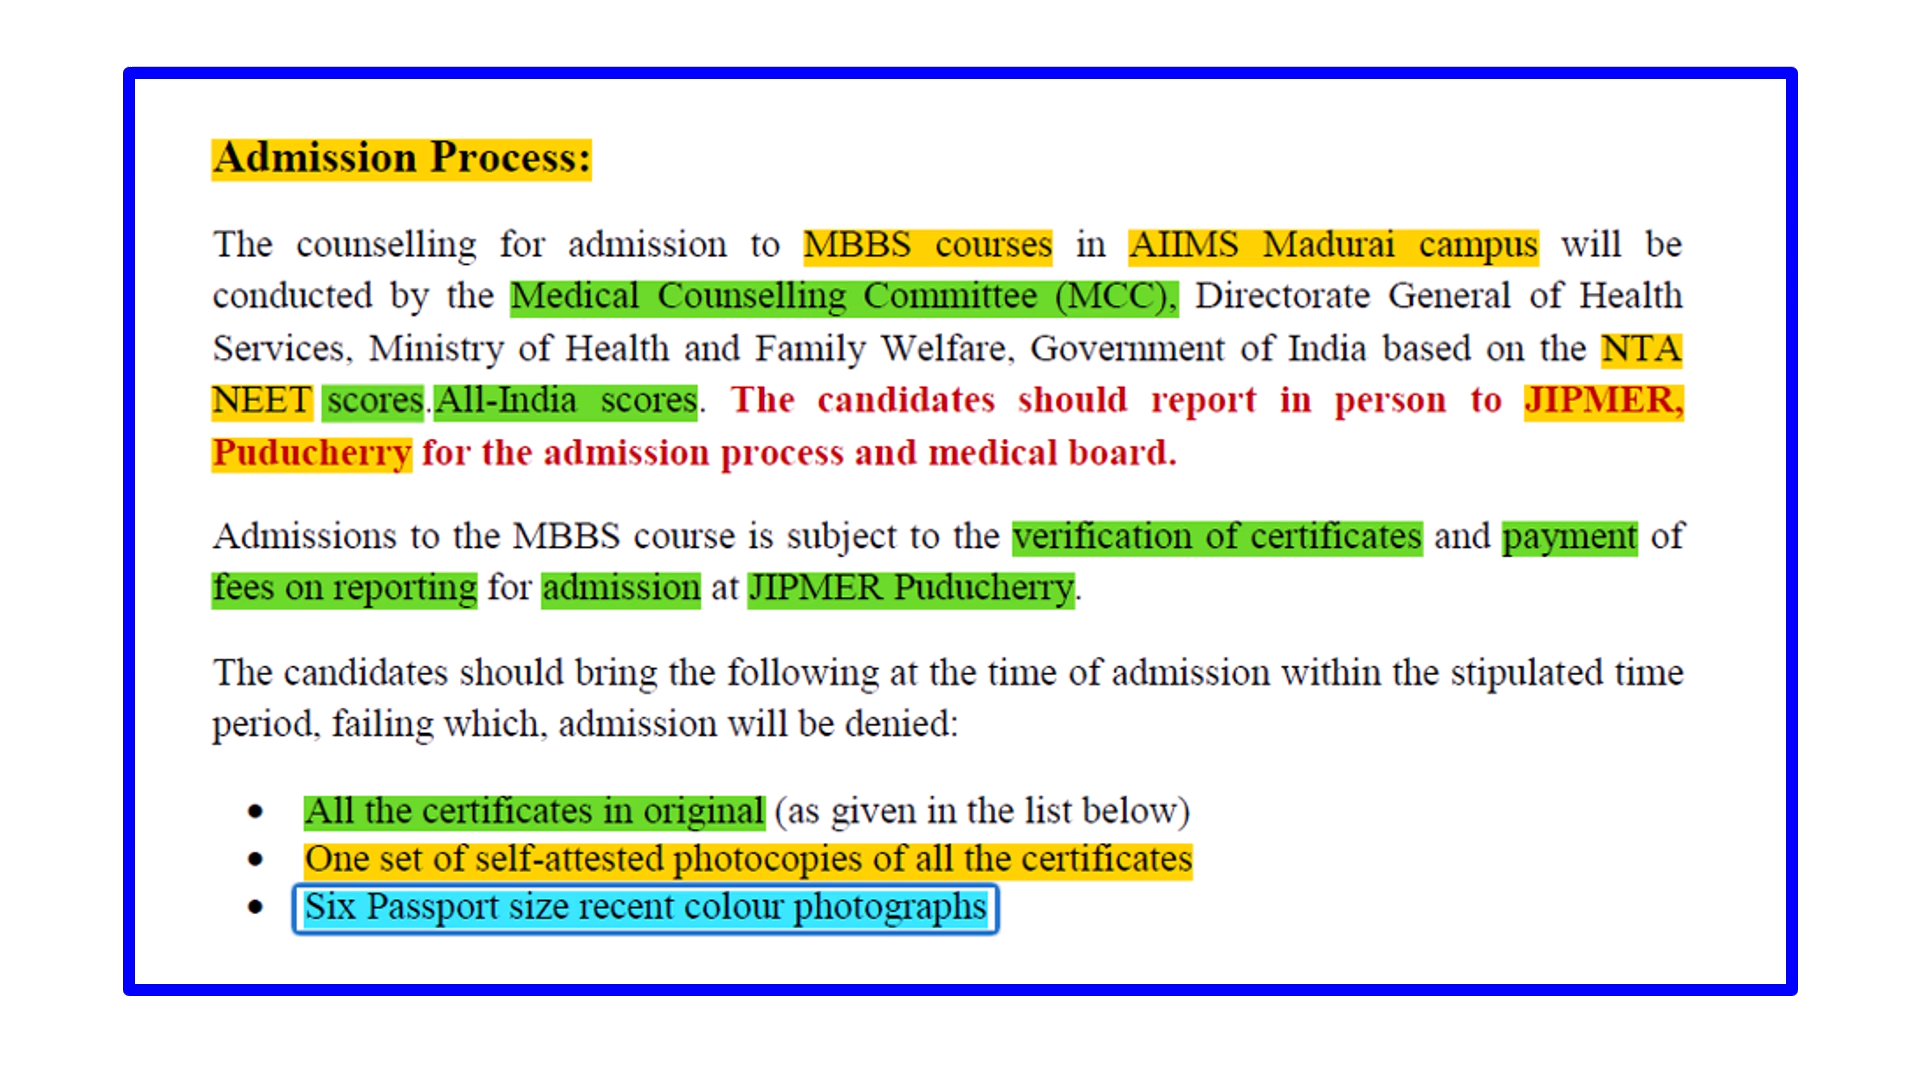 Admission Process:
The counselling for admission to MBBS courses in AIIMS Madurai campus will be
conducted by the Medical Counselling Committee (MCC), Directorate General of Health
Services, Ministry of Health and Family Welfare, Government of India based on the NTA
NEET scores.All-India scores. The candidates should report in person to JIPMER,
Puducherry for the admission process and medical board.
Admissions to the MBBS course is subject to the verification of certificates and payment of
fees on reporting for admission at JIPMER Puducherry.
The candidates should bring the following at the time of admission within the stipulated time
period, failing which, admission will be denied:
• All the certificates in original (as given in the list below)
• One set of self-attested photocopies of all the certificates
• Six Passport size recent colour photographs